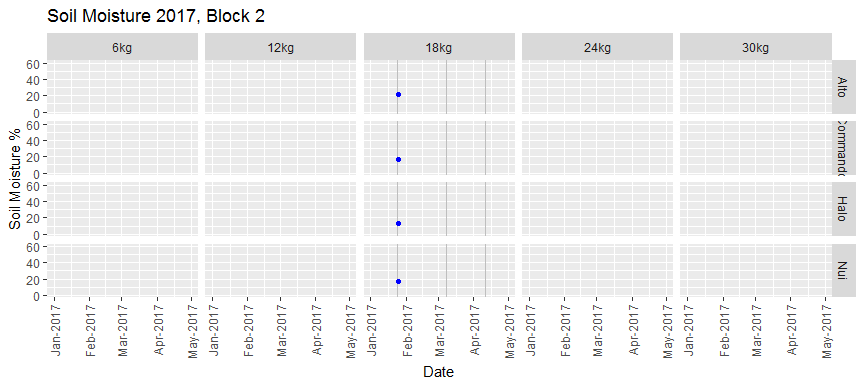 Soil Moisture 2017, Block 2
6kg 12kg 18kg 24kg 30kg
Soil Moisture %
60
40
20
0
Alto
60
40
20
0
Commando
60
40
20
0
Halo
60
40
20
0
Nui
Jan-2017 Feb-2017 Mar-2017 Apr-2017 May-2017 Jan-2017 Feb-2017 Mar-2017 Apr-2017 May-2017 Jan-2017 Feb-2017 Mar-2017 Apr-2017 May-2017 Jan-2017 Feb-2017 Mar-2017 Apr-2017 May-2017 Jan-2017 Feb-2017 Mar-2017 Apr-2017 May-2017
Date